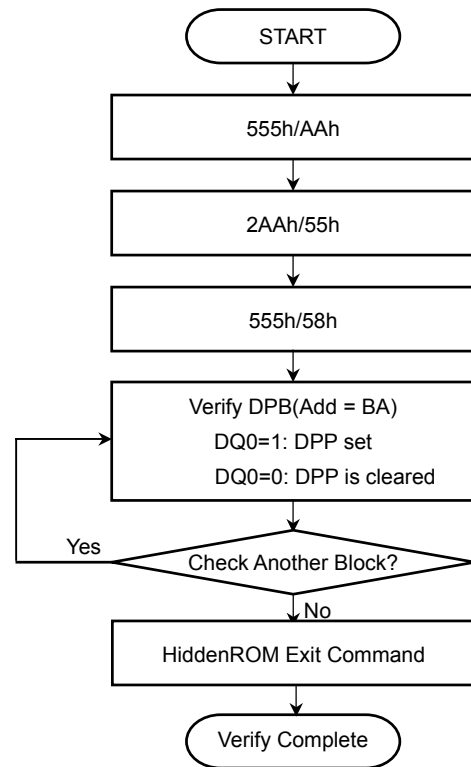 START
555h/AAh
2AAh/55h
555h/58h
Verify DPB(Add = BA)
DQ0=1: DPP set
DQ0=0: DPP is cleared
Yes
Check Another Block?
No
HiddenROM Exit Command
Verify Complete